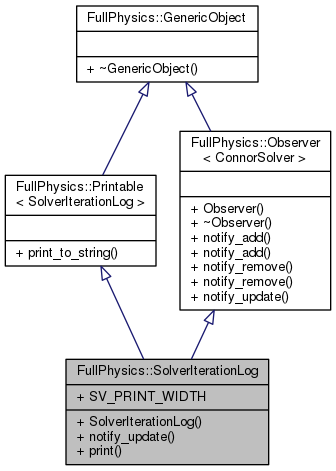 FullPhysics::GenericObject
+ ~GenericObject()
FullPhysics::Observer
< ConnorSolver >
+ Observer()
+ ~Observer()
+ notify_add()
+ notify_add()
+ notify_remove()
+ notify_remove()
+ notify_update()
FullPhysics::Printable
< SolverIterationLog >
+ print_to_string()
FullPhysics::SolverIterationLog
+ SV_PRINT_WIDTH
+ SolverIterationLog()
+ notify_update()
+ print()